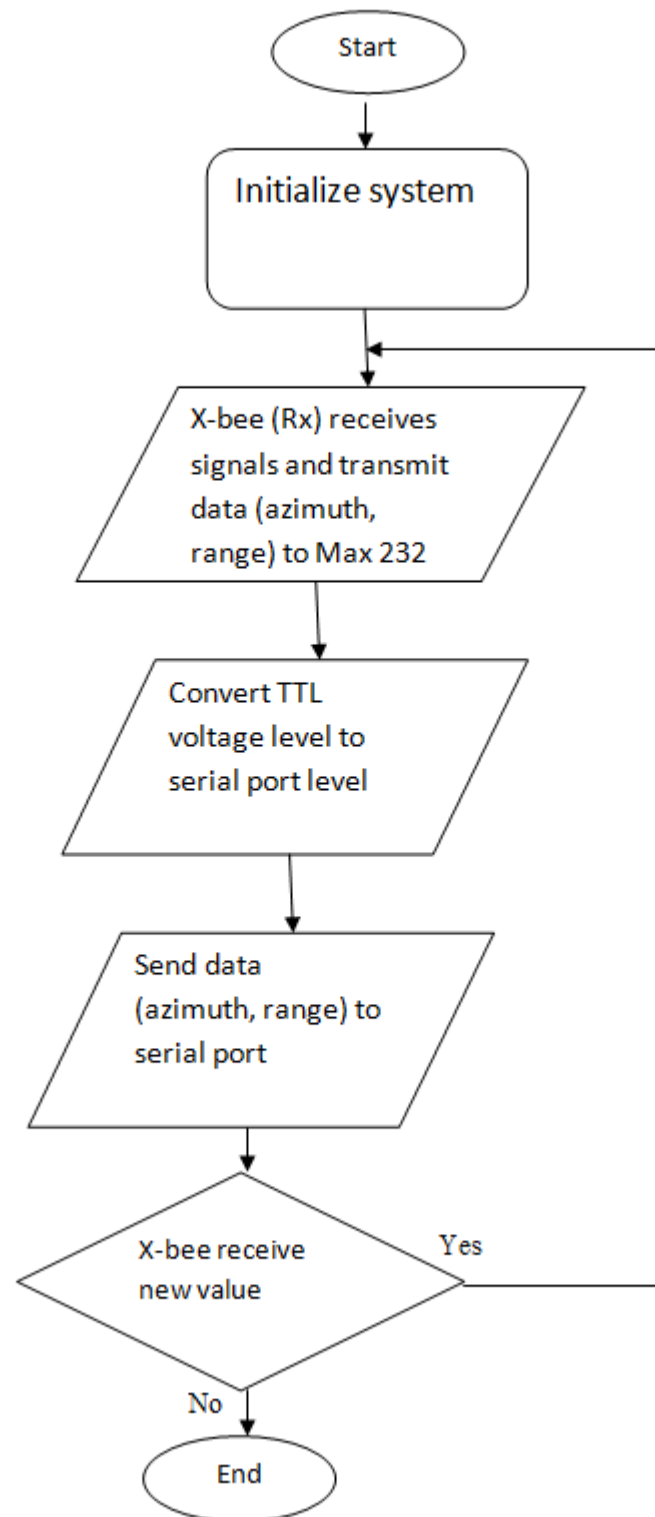 Start
Initialize system
X-bee (Rx) receives
signals and transmit
data (azimuth,
range) to Max 232
Convert TTL
voltage level to
serial port level
Send data
(azimuth, range) to
serial port
X-bee receive
new value
Yes
No
End